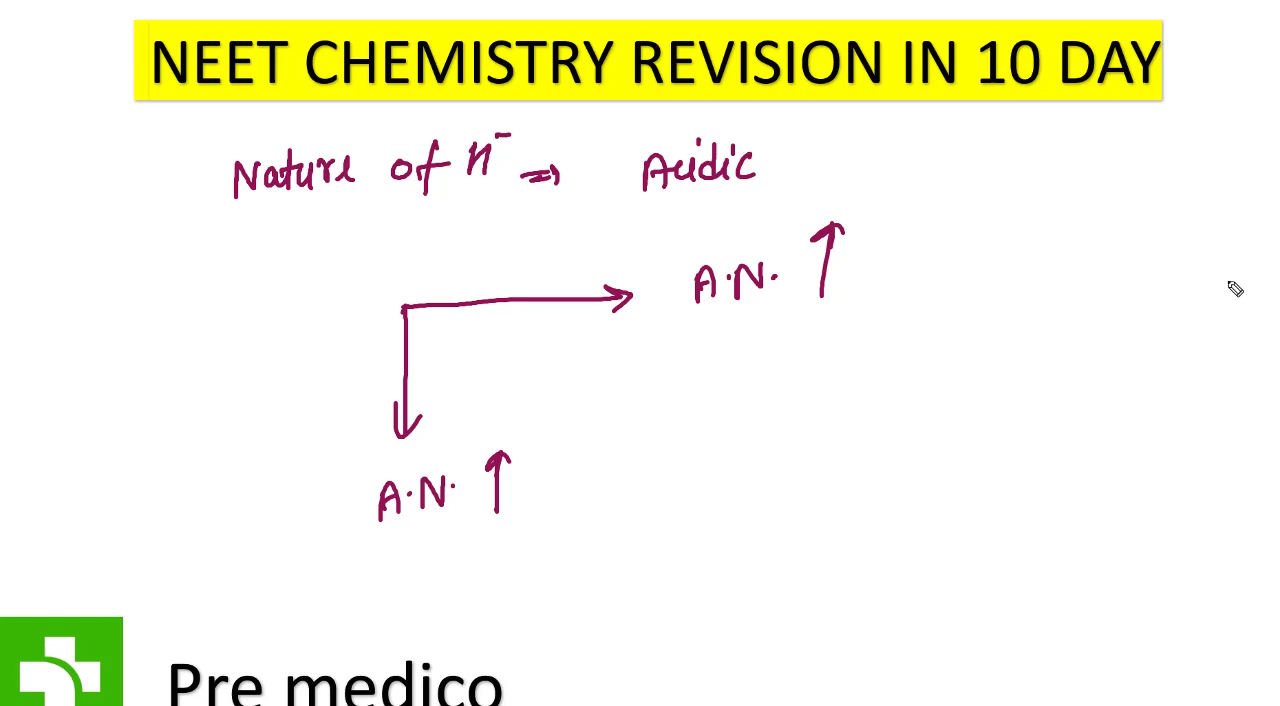 NEET CHEMISTRY REVISION IN 10 DAY
Nature of H⁻ ⇒ Acidic
A.N. ↑
A.N. ↑
Pre medico